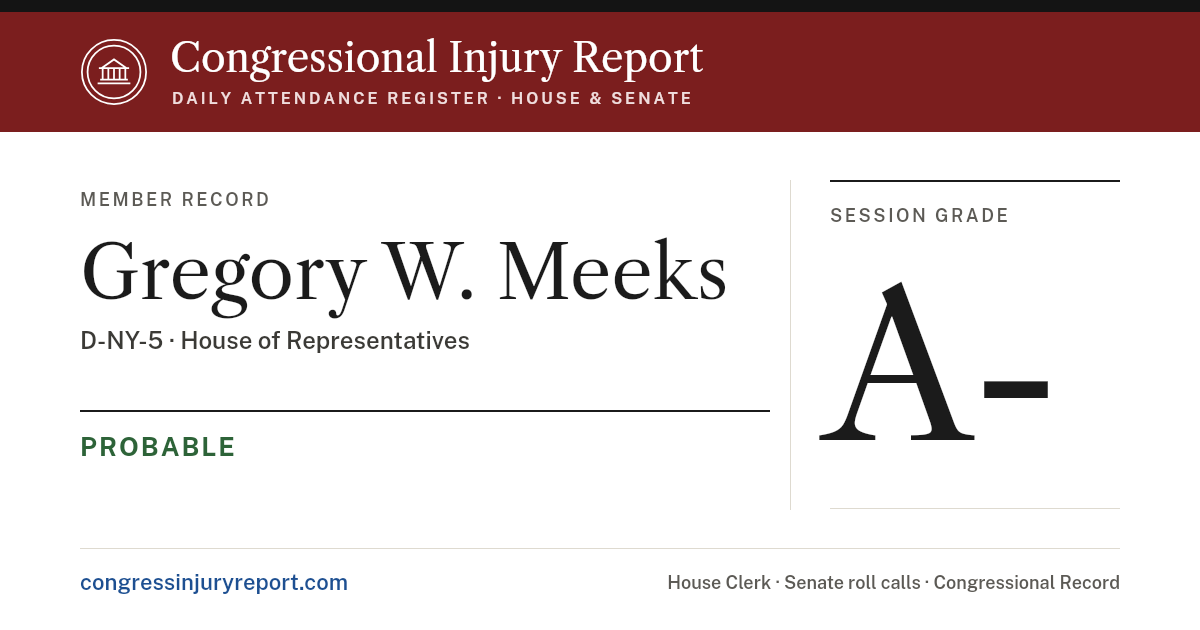 Congressional Injury Report
DAILY ATTENDANCE REGISTER · HOUSE & SENATE
MEMBER RECORD
Gregory W. Meeks
D-NY-5 · House of Representatives
PROBABLE
SESSION GRADE
A-
congressinjuryreport.com
House Clerk · Senate roll calls · Congressional Record